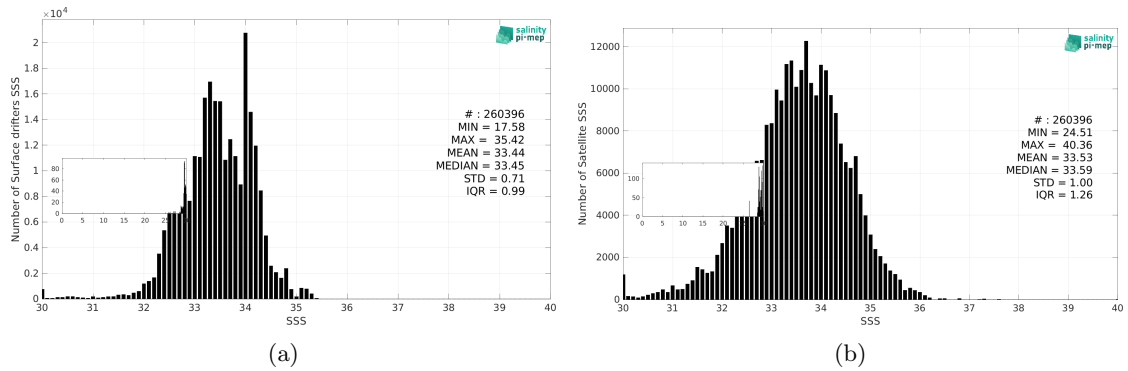 ×10⁴
Number of Surface drifters SSS
2
1.8
1.6
1.4
1.2
1
0.8
0.6
0.4
0.2
0
30 31 32 33 34 35 36 37 38 39 40
SSS
80
60
40
20
0
0 5 10 15 20 25
salinity
pi-mep
# : 260396
MIN = 17.58
MAX = 35.42
MEAN = 33.44
MEDIAN = 33.45
STD = 0.71
IQR = 0.99
(a)
Number of Satellite SSS
12000
10000
8000
6000
4000
2000
0
30 31 32 33 34 35 36 37 38 39 40
SSS
100
50
0
0 5 10 15 20 25
salinity
pi-mep
# : 260396
MIN = 24.51
MAX = 40.36
MEAN = 33.53
MEDIAN = 33.59
STD = 1.00
IQR = 1.26
(b)